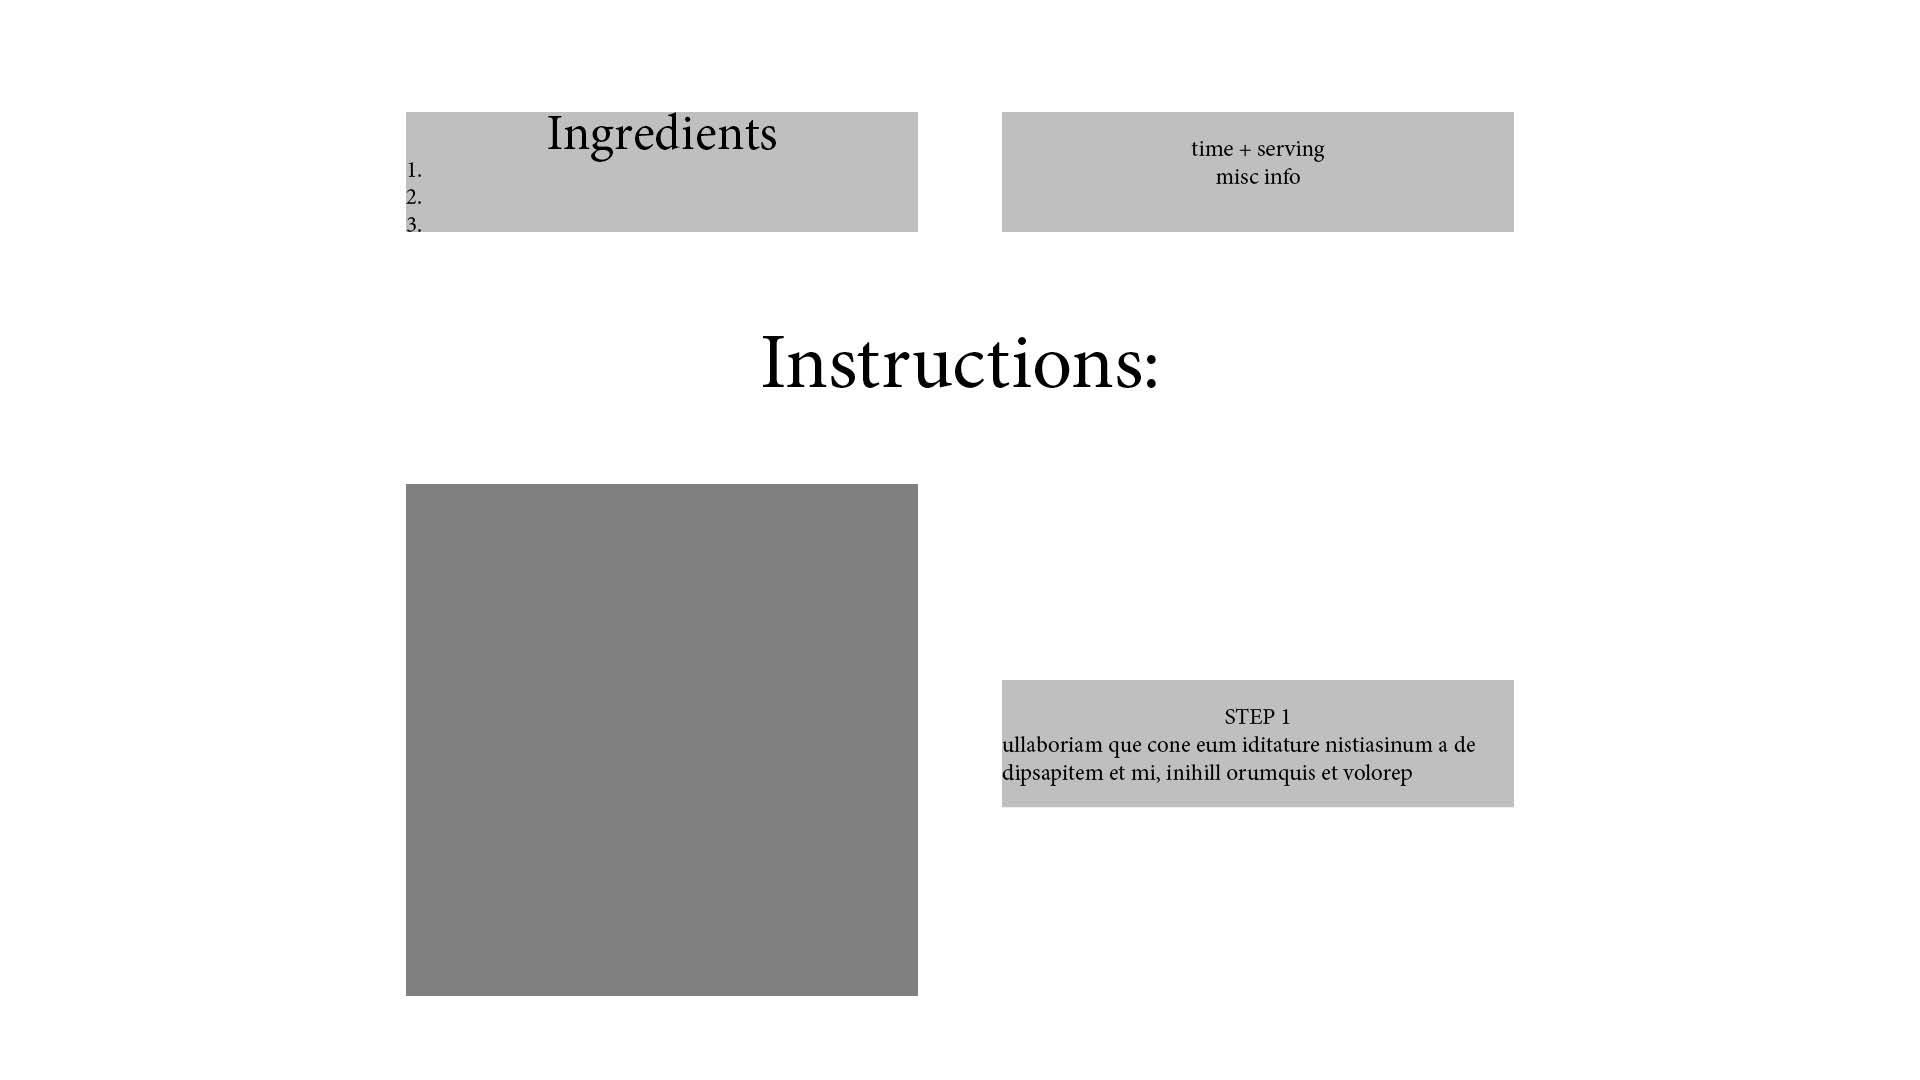 Ingredients
1.
2.
3.
time + serving
misc info
Instructions:
STEP 1
ullaboriam que cone eum iditature nistiasinum a de
dipsapitem et mi, inihill orumquis et volorep